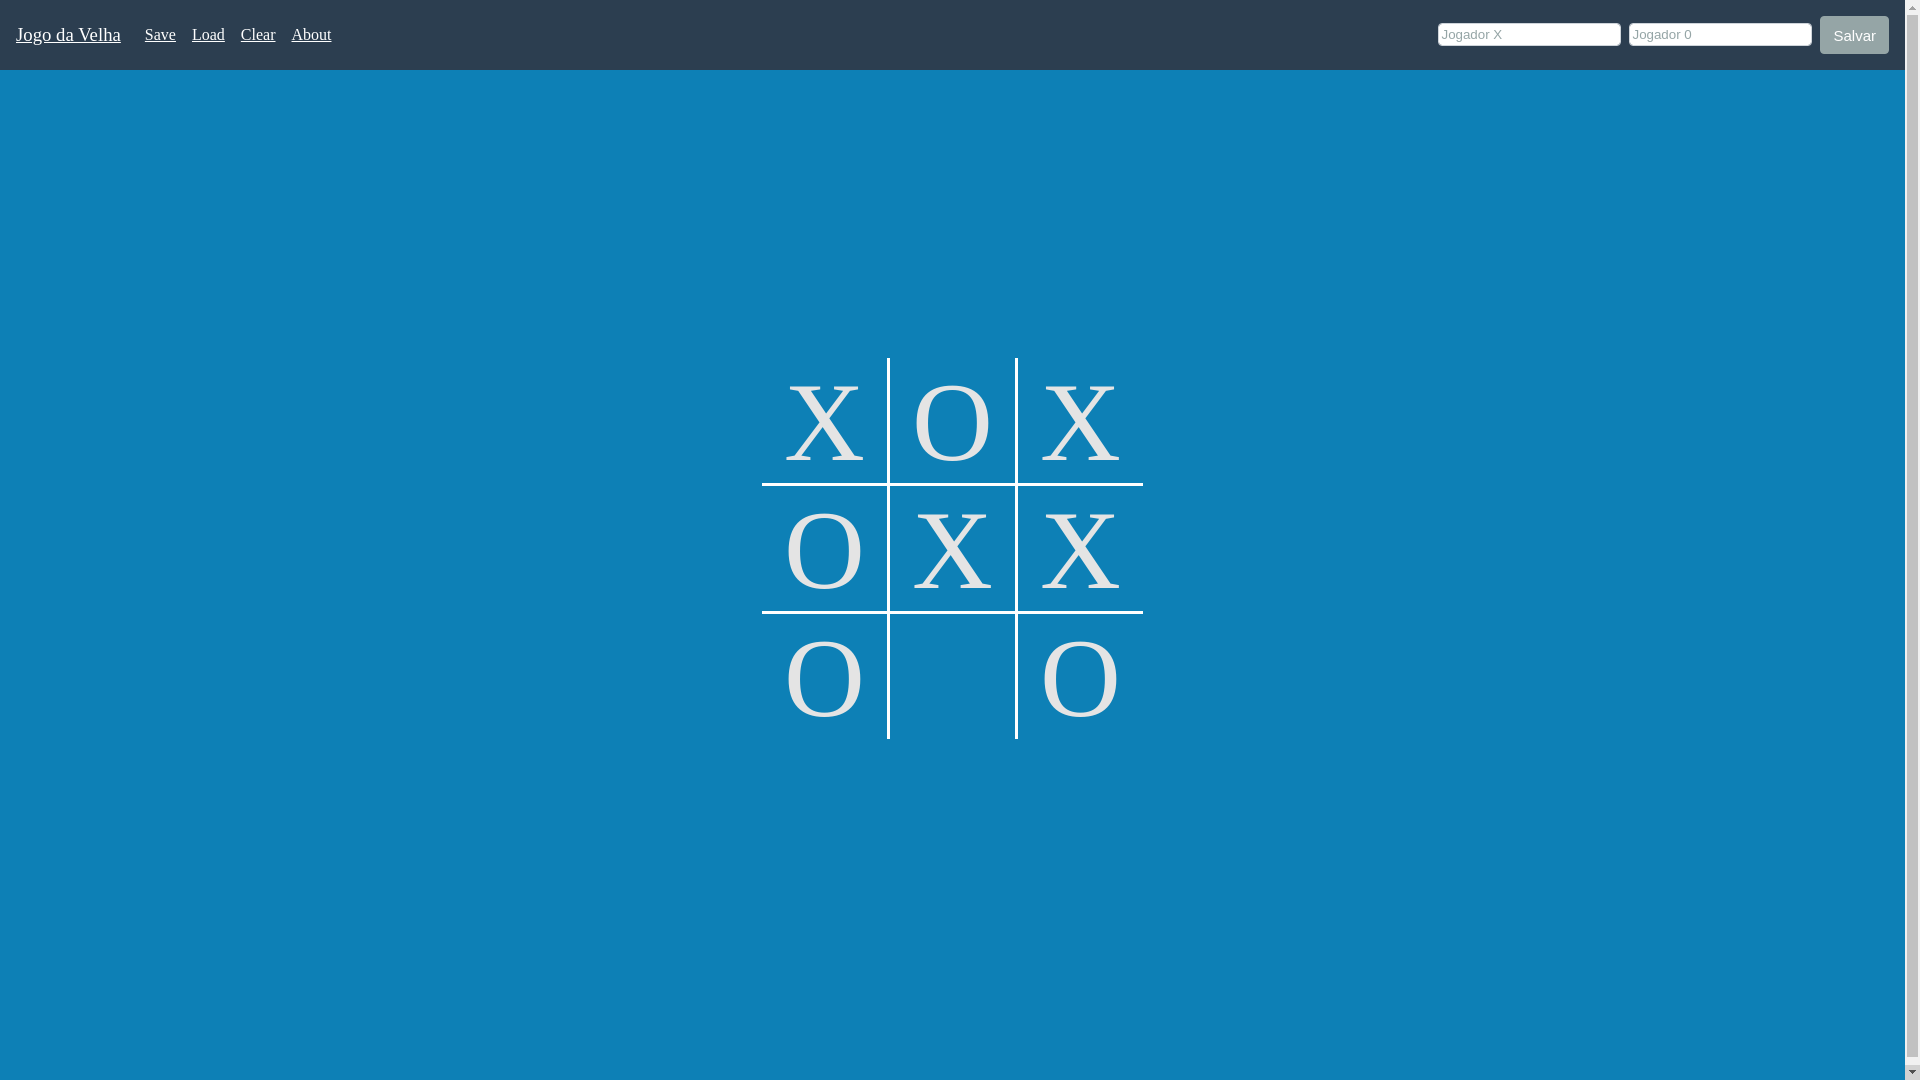 Jogo da Velha Save Load Clear About Jogador X Jogador 0 Salvar
X O X
O X X
O O